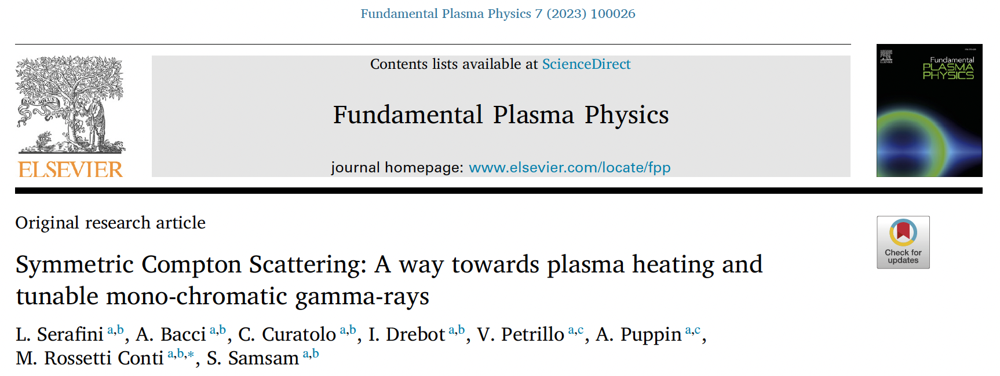 Fundamental Plasma Physics 7 (2023) 100026
Contents lists available at ScienceDirect
Fundamental Plasma Physics
journal homepage: www.elsevier.com/locate/fpp
NON SOLUS
ELSEVIER
ELSEVIER
Fundamental
PLASMA
PHYSICS
Original research article
Check for
updates
Symmetric Compton Scattering: A way towards plasma heating and
tunable mono-chromatic gamma-rays
L. Serafini a,b, A. Bacci a,b, C. Curatolo a,b, I. Drebot a,b, V. Petrillo a,c, A. Puppin a,c,
M. Rossetti Conti a,b,*, S. Samsam a,b